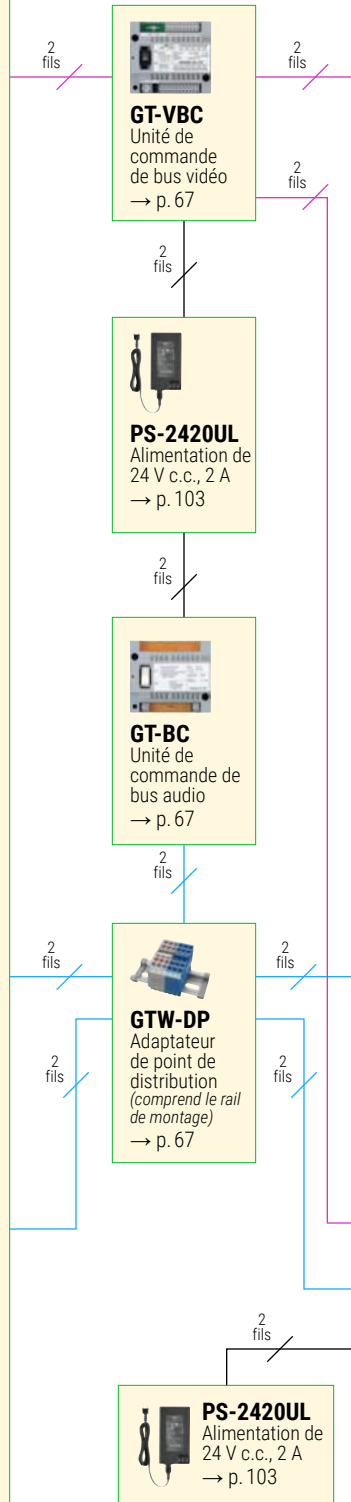 2
fils
2
fils
GT-VBC
Unité de
commande
de bus vidéo
→ p. 67
2
fils
2
fils
PS-2420UL
Alimentation de
24 V c.c., 2 A
→ p. 103
2
fils
GT-BC
Unité de
commande de
bus audio
→ p. 67
2
fils
2
fils
2
fils
GTW-DP
Adaptateur
de point de
distribution
(comprend le rail
de montage)
→ p. 67
2
fils
2
fils
2
fils
PS-2420UL
Alimentation de
24 V c.c., 2 A
→ p. 103